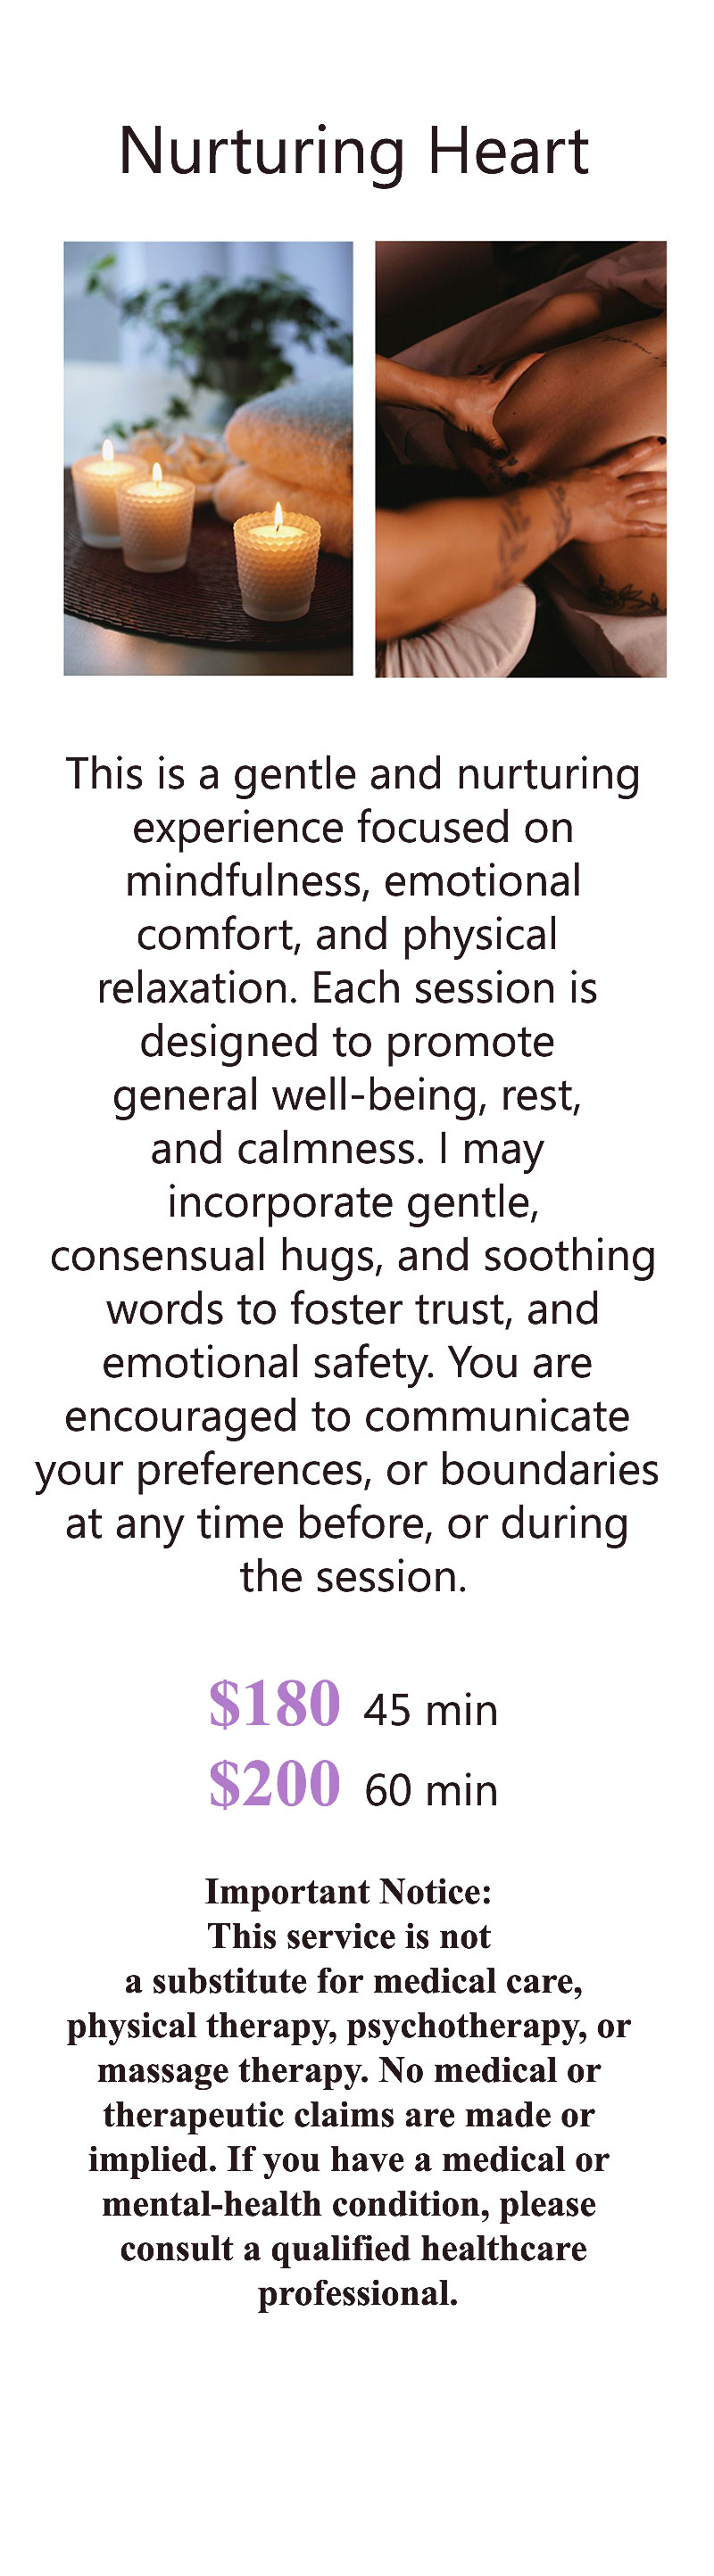 Nurturing Heart
This is a gentle and nurturing
experience focused on
mindfulness, emotional
comfort, and physical
relaxation. Each session is
designed to promote
general well-being, rest,
and calmness. I may
incorporate gentle,
consensual hugs, and soothing
words to foster trust, and
emotional safety. You are
encouraged to communicate
your preferences, or boundaries
at any time before, or during
the session.
$180 45 min
$200 60 min
Important Notice:
This service is not
a substitute for medical care,
physical therapy, psychotherapy, or
massage therapy. No medical or
therapeutic claims are made or
implied. If you have a medical or
mental-health condition, please
consult a qualified healthcare
professional.